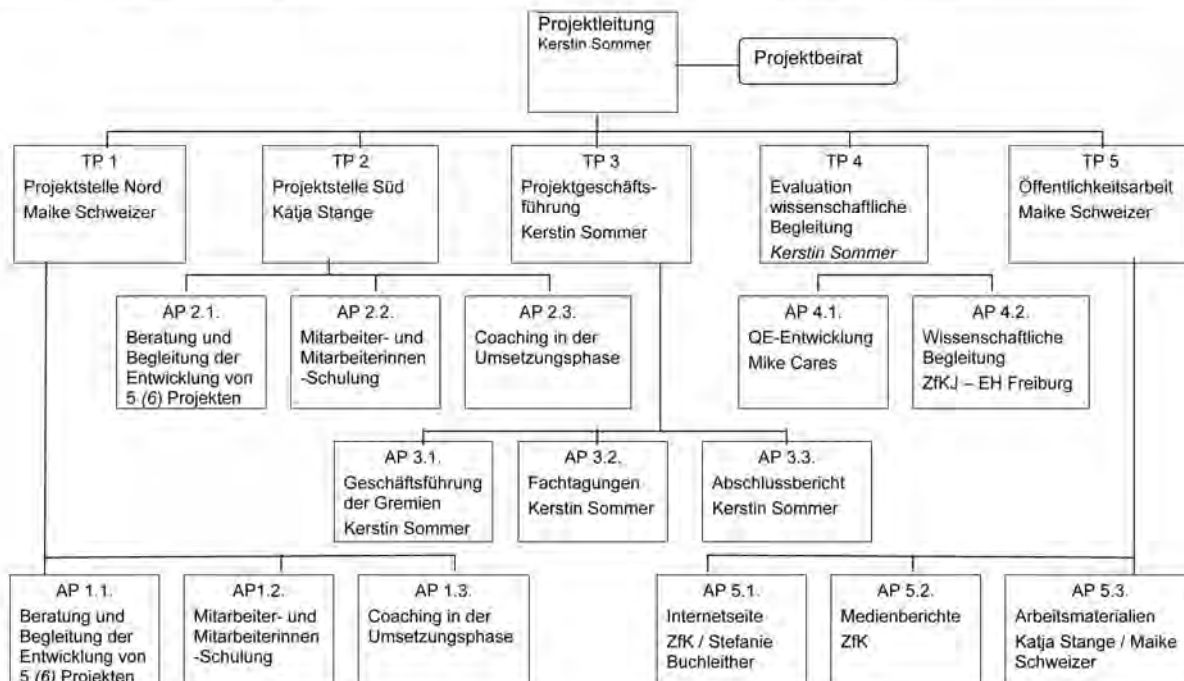 Projektleitung
Kerstin Sommer
Projektbeirat
TP 1
Projektstelle Nord
Maike Schweizer
TP 2
Projektstelle Süd
Katja Stange
TP 3
Projektgeschäfts-
führung
Kerstin Sommer
TP 4
Evaluation
wissenschaftliche
Begleitung
Kerstin Sommer
TP 5
Öffentlichkeitsarbeit
Maike Schweizer
AP 2.1.
Beratung und
Begleitung der
Entwicklung von
5 (6) Projekten
AP 2.2.
Mitarbeiter- und
Mitarbeiterinnen
-Schulung
AP 2.3.
Coaching in der
Umsetzungsphase
AP 4.1.
QE-Entwicklung
Mike Cares
AP 4.2.
Wissenschaftliche
Begleitung
ZfKJ – EH Freiburg
AP 3.1.
Geschäftsführung
der Gremien
Kerstin Sommer
AP 3.2.
Fachtagungen
Kerstin Sommer
AP 3.3.
Abschlussbericht
Kerstin Sommer
AP 1.1.
Beratung und
Begleitung der
Entwicklung von
5 (6) Projekten
AP1.2.
Mitarbeiter- und
Mitarbeiterinnen
-Schulung
AP 1.3.
Coaching in der
Umsetzungsphase
AP 5.1.
Internetseite
ZfK / Stefanie
Buchleither
AP 5.2.
Medienberichte
ZfK
AP 5.3.
Arbeitsmaterialien
Katja Stange / Maike
Schweizer